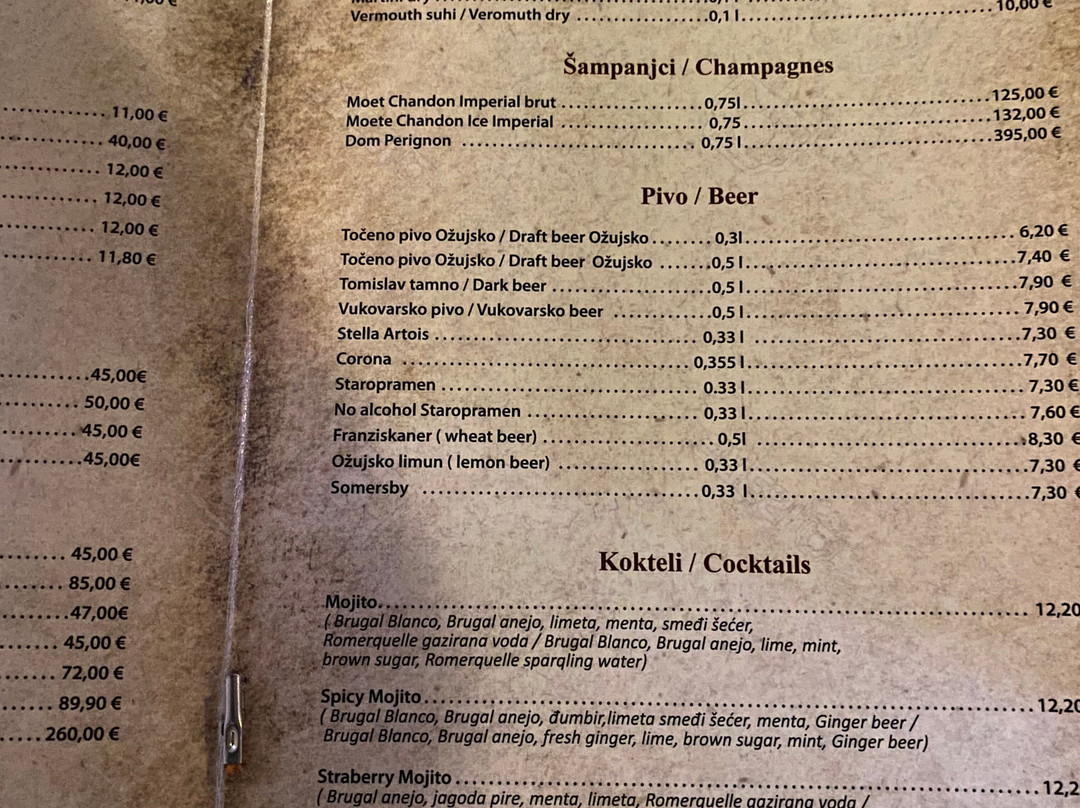 11,00 €
40,00 €
12,00 €
12,00 €
12,00 €
11,80 €
45,00€
50,00 €
45,00 €
45,00€
45,00 €
85,00 €
47,00€
45,00 €
72,00 €
89,90 €
260,00 €
10,00 €
Vermouth suhi / Veromuth dry ........................0,1 l
Šampanjci / Champagnes
Moet Chandon Imperial brut ........................0,75l........................125,00 €
Moete Chandon Ice Imperial ........................ 0,75........................132,00 €
Dom Perignon ........................ 0,75 l........................395,00 €
Pivo / Beer
Točeno pivo Ožujsko / Draft beer Ožujsko........ 0,3l........................ 6,20 €
Točeno pivo Ožujsko / Draft beer Ožujsko .......0,5 l........................7,40 €
Tomislav tamno / Dark beer ........................0,5 l........................7,90 €
Vukovarsko pivo / Vukovarsko beer ............0,5 l........................ 7,90 €
Stella Artois ........................ 0,33 l ........................7,30 €
Corona ........................ 0,355 l........................7,70 €
Staropramen ........................ 0.33 l........................ 7,30 €
No alcohol Staropramen ........................ 0,33 l........................ 7,60 €
Franziskaner ( wheat beer) ........................ 0,5l ........................8,30 €
Ožujsko limun ( lemon beer) .................. 0,33 l........................7,30 €
Somersby ........................0,33 l........................7,30 €
Kokteli / Cocktails
Mojito........................ 12,20
( Brugal Blanco, Brugal anejo, limeta, menta, smeđi šećer,
Romerquelle gazirana voda / Brugal Blanco, Brugal anejo, lime, mint,
brown sugar, Romerquelle sparqling water)
Spicy Mojito........................ 12,20
( Brugal Blanco, Brugal anejo, đumbir,limeta smeđi šećer, menta, Ginger beer /
Brugal Blanco, Brugal anejo, fresh ginger, lime, brown sugar, mint, Ginger beer)
Straberry Mojito........................12,2
( Brugal anejo, jagoda pire, menta, limeta, Romerquelle gazirana voda /